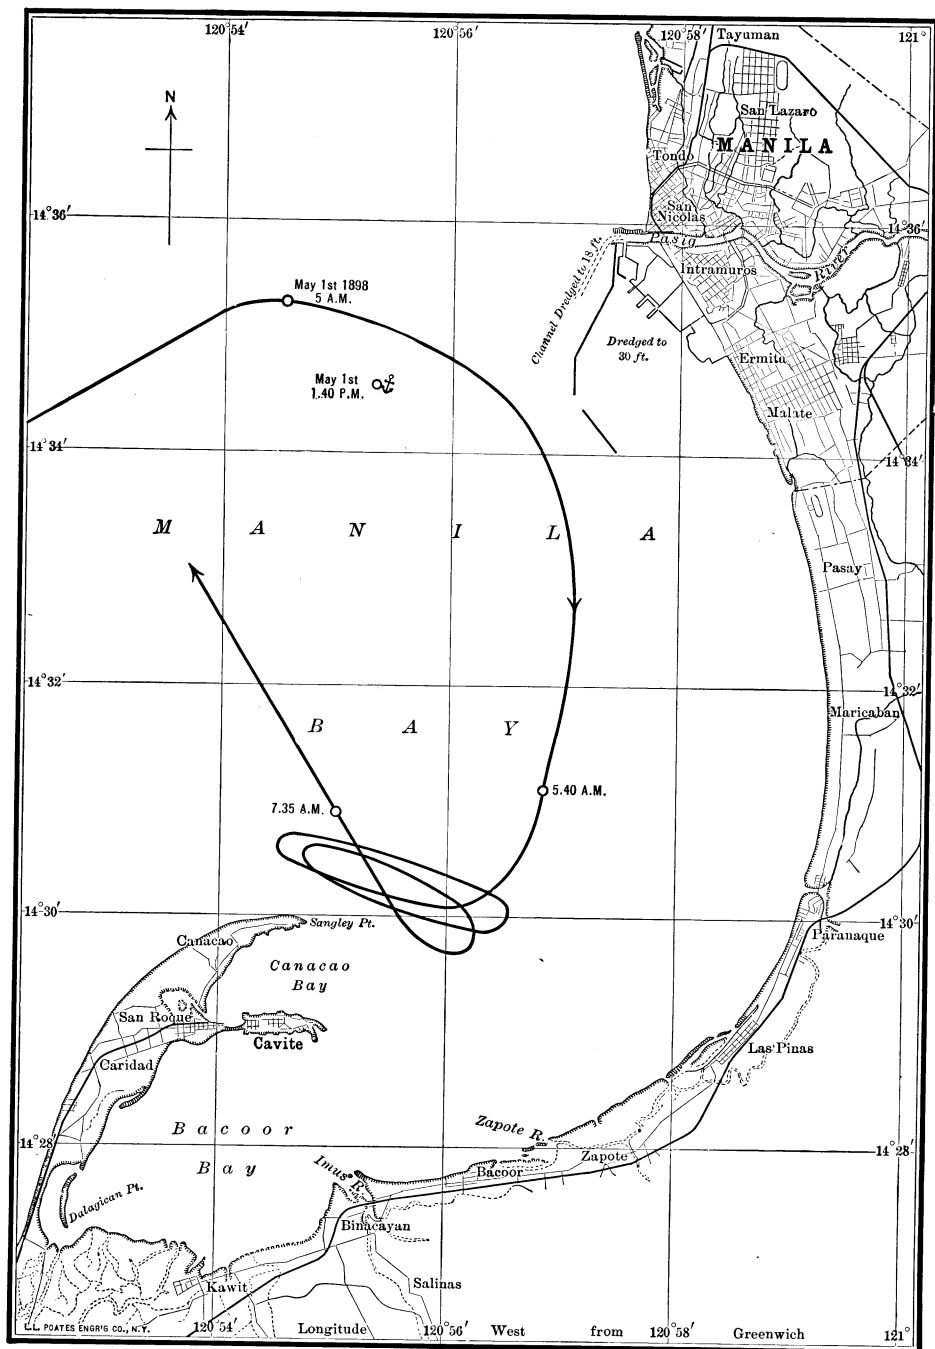 120°54′
120°56′
120°58′
121°
Tayuman
N
San Lazaro
MANILA
Tondo
San
Nicolas
14°36′
14°36′
Pasig
River
Intramuros
Channel Dredged to 18 ft.
May 1st 1898
5 A.M.
Dredged to
30 ft.
Ermita
May 1st
1.40 P.M.
Malate
14°34′
14°34′
MANILA
Pasay
14°32′
14°32′
Maricaban
BAY
7.35 A.M.
5.40 A.M.
14°30′
14°30′
Sangley Pt.
Paranaque
Canacao
Canacao
Bay
San Roque
Cavite
Las Pinas
Caridad
Bacoor
Zapote R.
14°28′
14°28′
Bay
Imus R.
Bacoor
Zapote
Dalagican Pt.
Binacayan
Kawit
Salinas
L.L. POATES ENGR'G CO., N.Y.
120°54′
Longitude
120°56′
West
from
120°58′
Greenwich
121°